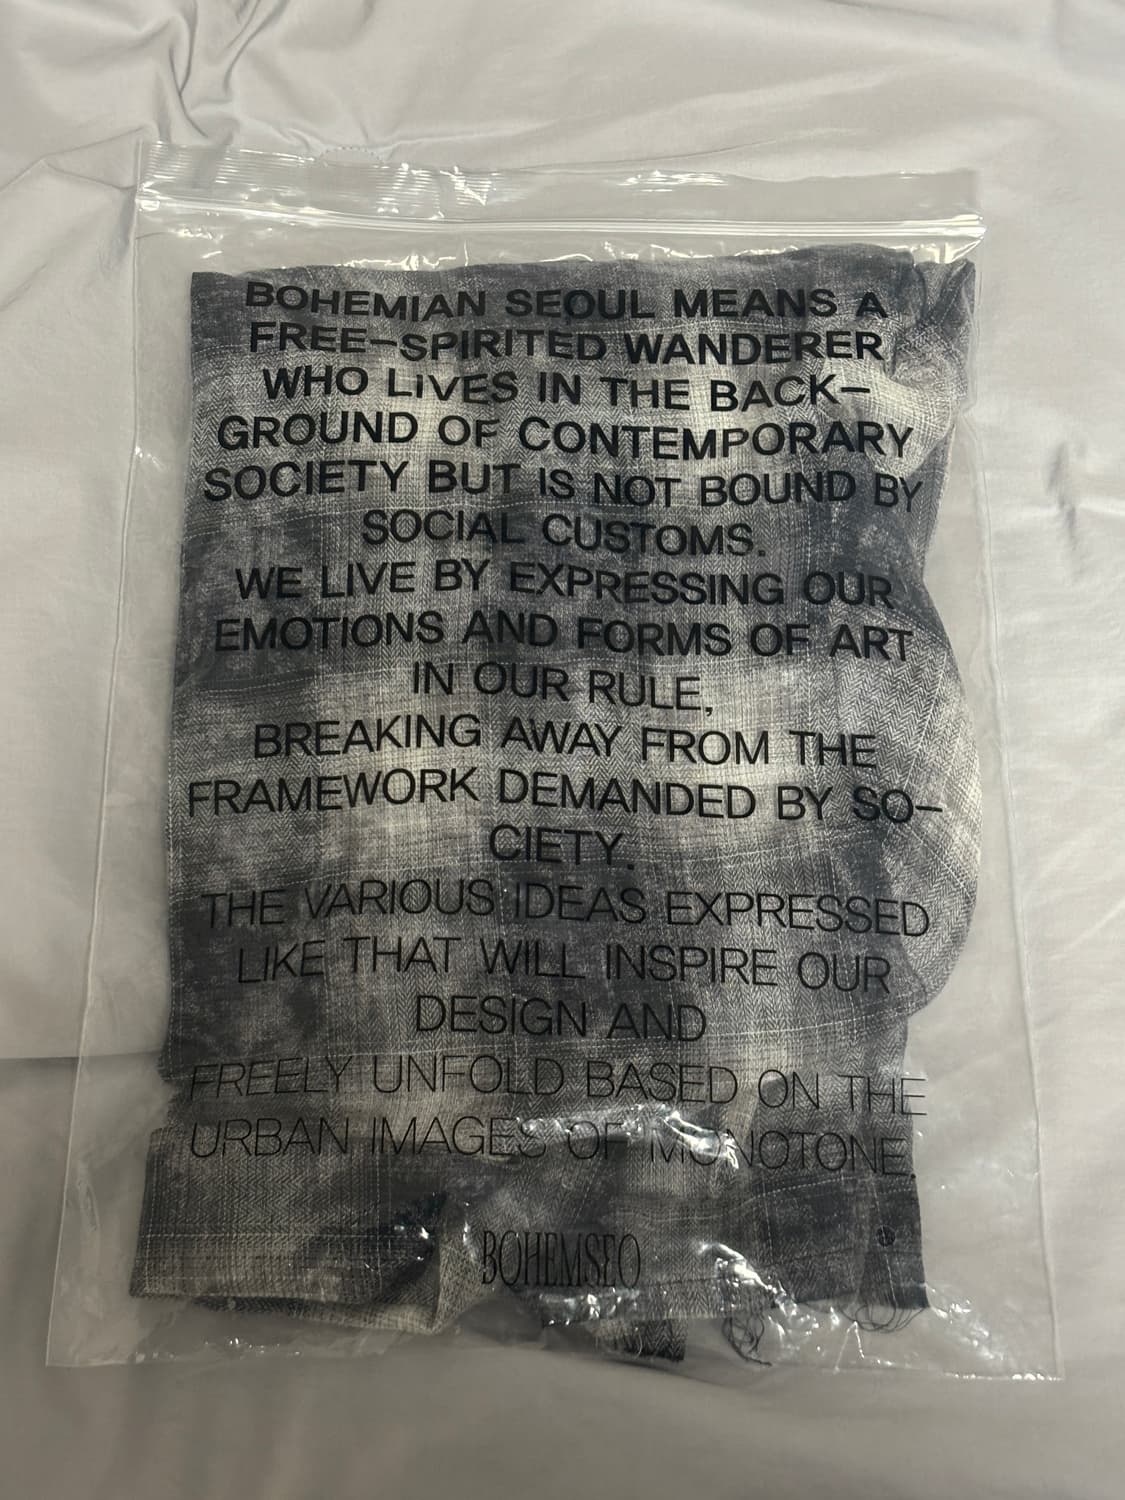 BOHEMIAN SEOUL MEANS A
FREE–SPIRITED WANDERER
WHO LIVES IN THE BACK–
GROUND OF CONTEMPORARY
SOCIETY BUT IS NOT BOUND BY
SOCIAL CUSTOMS.
WE LIVE BY EXPRESSING OUR
EMOTIONS AND FORMS OF ART
IN OUR RULE,
BREAKING AWAY FROM THE
FRAMEWORK DEMANDED BY SO–
CIETY.
THE VARIOUS IDEAS EXPRESSED
LIKE THAT WILL INSPIRE OUR
DESIGN AND
FREELY UNFOLD BASED ON THE
URBAN IMAGES OF MONOTONE.
BOHEMSEO